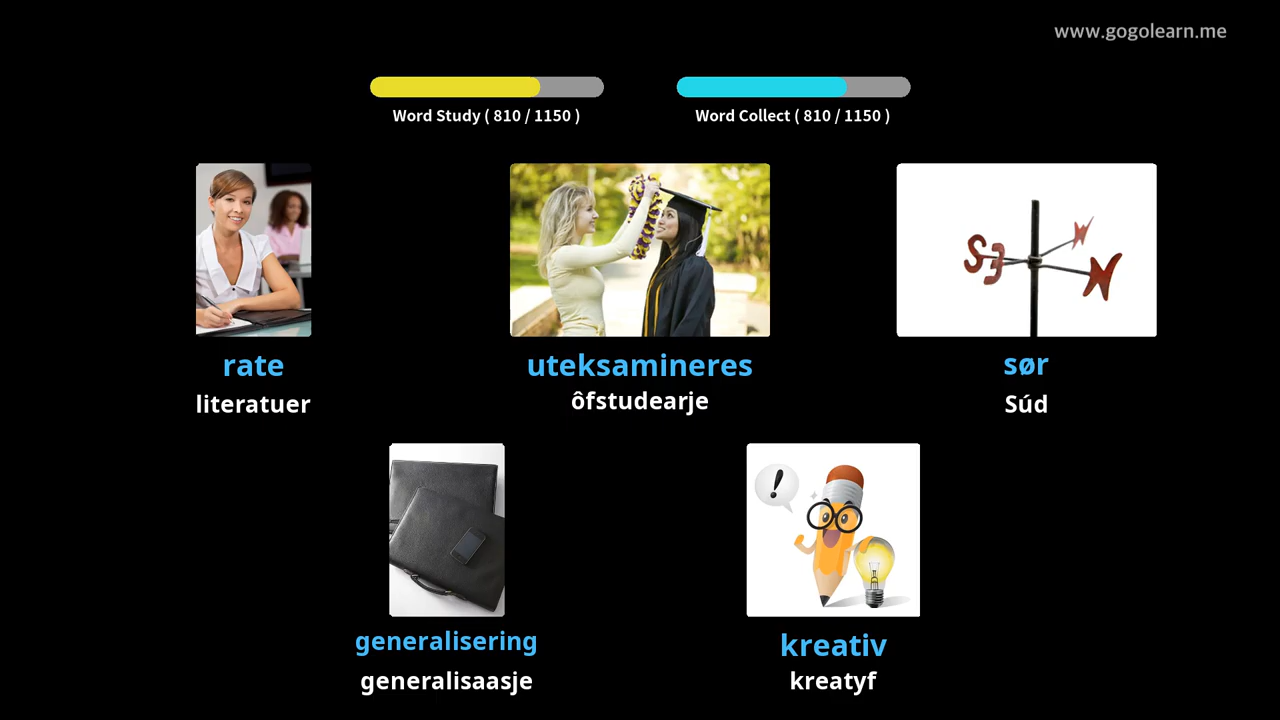 www.gogolearn.me
Word Study ( 810 / 1150 )
Word Collect ( 810 / 1150 )
rate
literatuer
uteksamineres
ôfstudearje
sør
Súd
S
E
N
W
!
generalisering
generalisaasje
kreativ
kreatyf